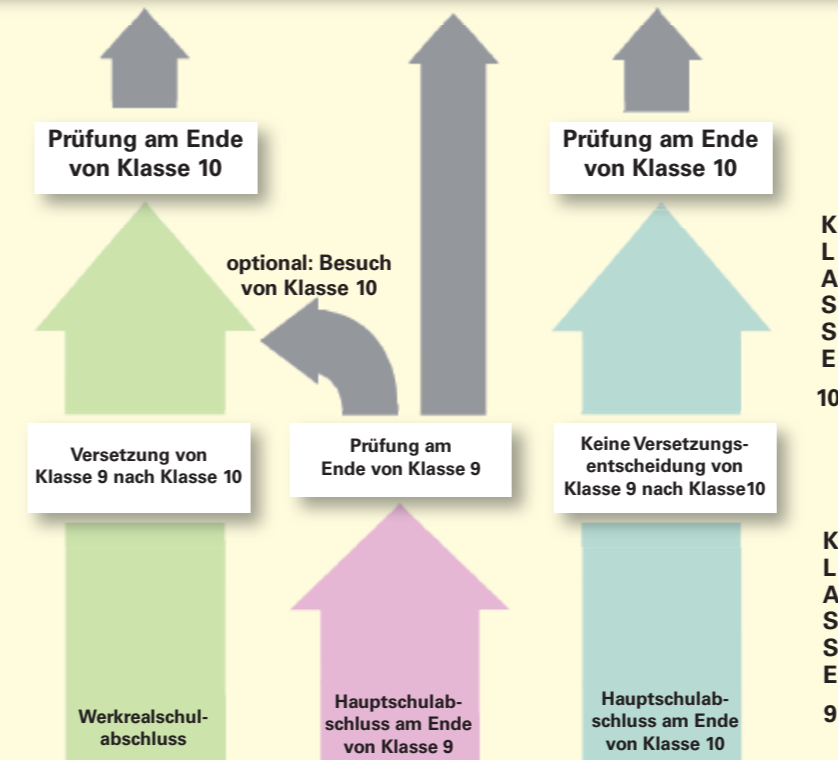 Prüfung am Ende
von Klasse 10
Prüfung am Ende
von Klasse 10
optional: Besuch
von Klasse 10
K
L
A
S
S
E
10
Versetzung von
Klasse 9 nach Klasse 10
Prüfung am
Ende von Klasse 9
Keine Versetzungs-
entscheidung von
Klasse 9 nach Klasse10
K
L
A
S
S
E
9
Werkrealschul-
abschluss
Hauptschulab-
schluss am Ende
von Klasse 9
Hauptschulab-
schluss am Ende
von Klasse 10